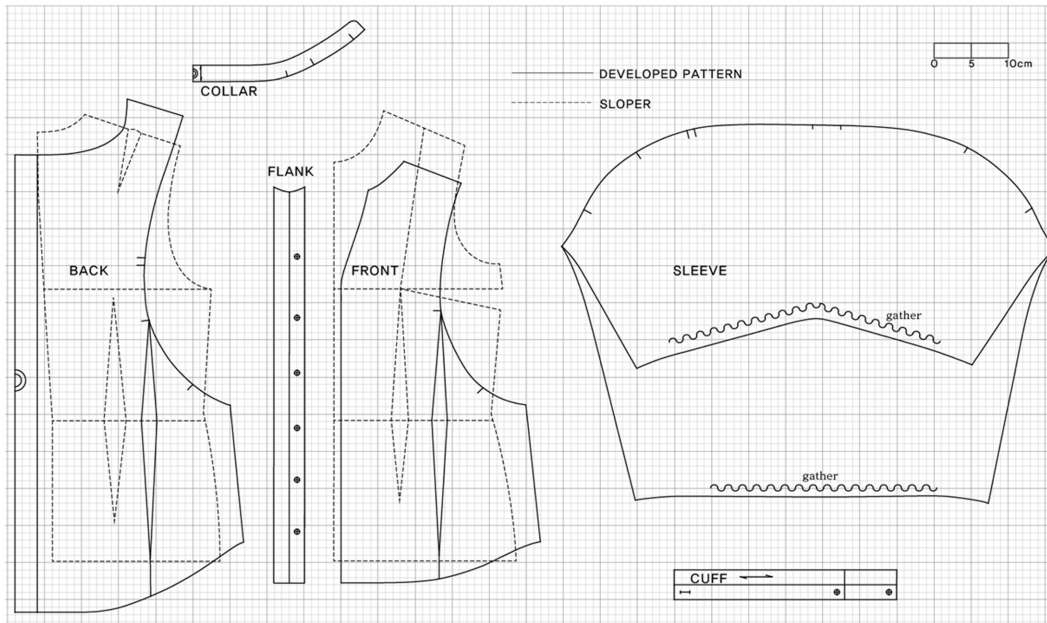 COLLAR
DEVELOPED PATTERN
SLOPER
0 5 10cm
FLANK
BACK
FRONT
SLEEVE
gather
gather
CUFF